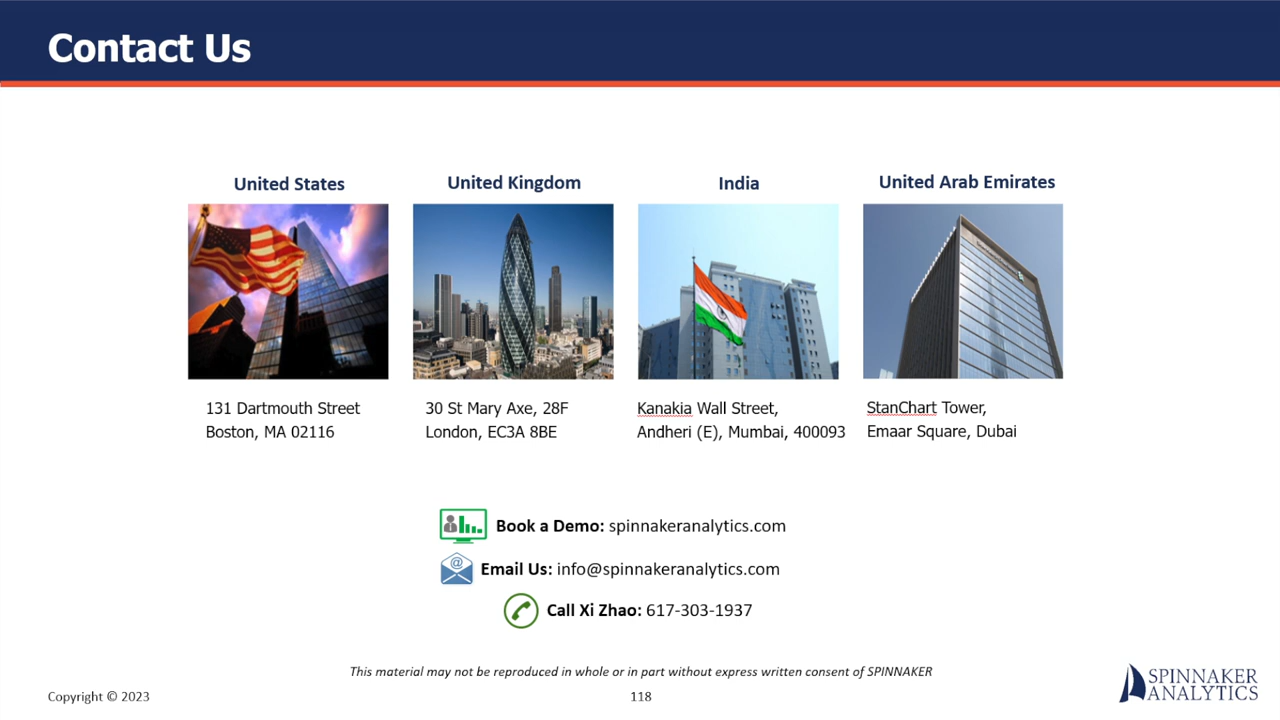 Contact Us
United States
United Kingdom
India
United Arab Emirates
131 Dartmouth Street
Boston, MA 02116
30 St Mary Axe, 28F
London, EC3A 8BE
Kanakia Wall Street,
Andheri (E), Mumbai, 400093
StanChart Tower,
Emaar Square, Dubai
Book a Demo: spinnakeranalytics.com
@
Email Us: info@spinnakeranalytics.com
Call Xi Zhao: 617-303-1937
This material may not be reproduced in whole or in part without express written consent of SPINNAKER
Copyright © 2023
118
SPINNAKER
ANALYTICS